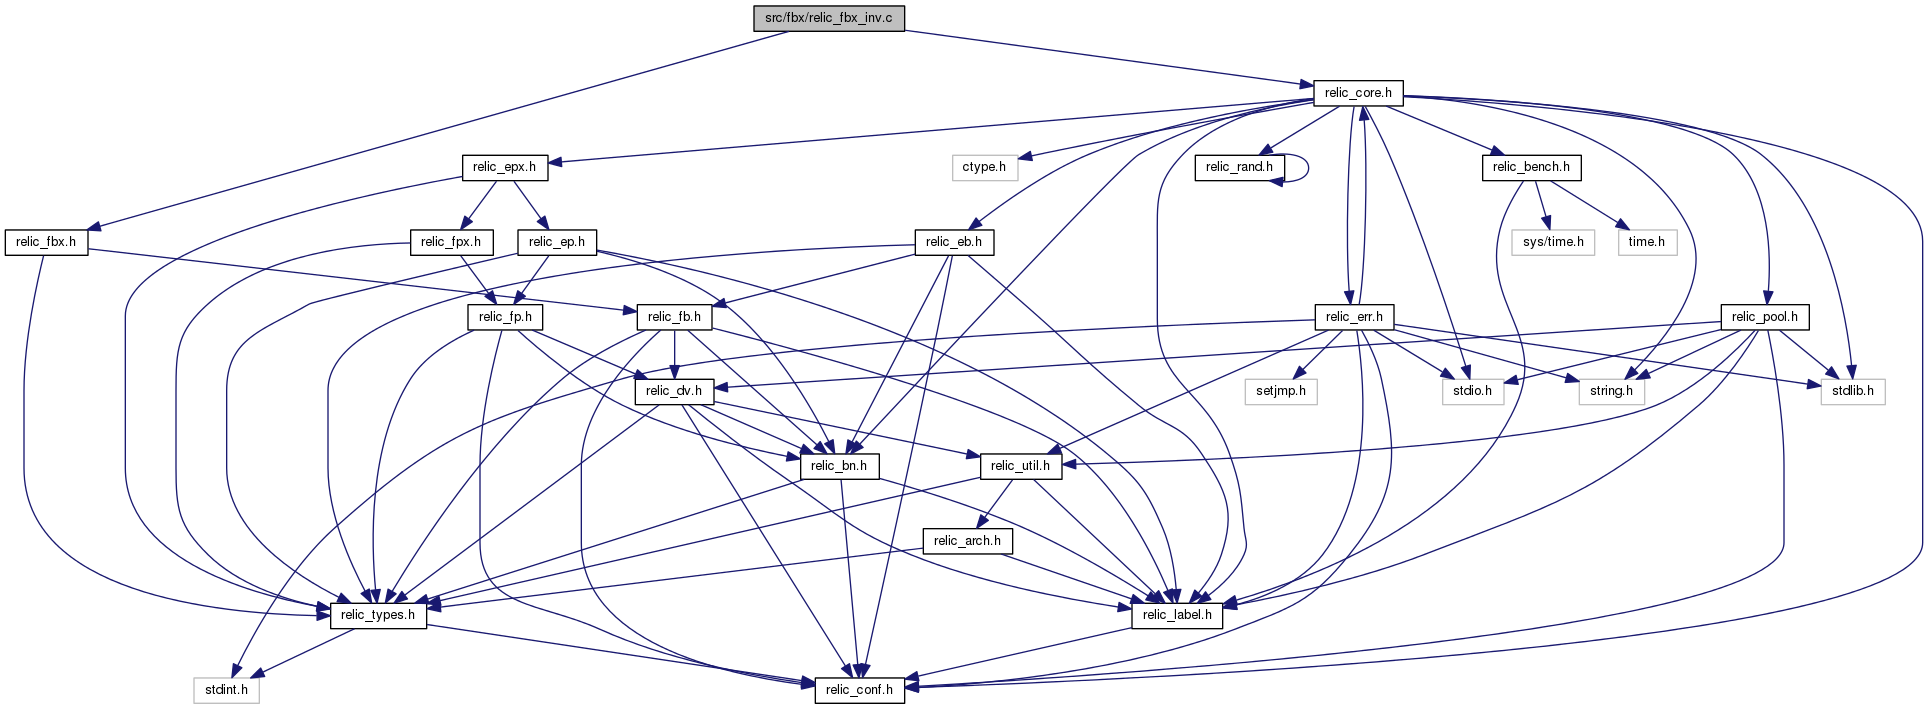 src/fbx/relic_fbx_inv.c
relic_core.h
relic_epx.h
ctype.h
relic_rand.h
relic_bench.h
relic_fbx.h
relic_fpx.h
relic_ep.h
relic_eb.h
sys/time.h
time.h
relic_fp.h
relic_fb.h
relic_err.h
relic_pool.h
relic_dv.h
setjmp.h
stdio.h
string.h
stdlib.h
relic_bn.h
relic_util.h
relic_arch.h
relic_types.h
relic_label.h
stdint.h
relic_conf.h